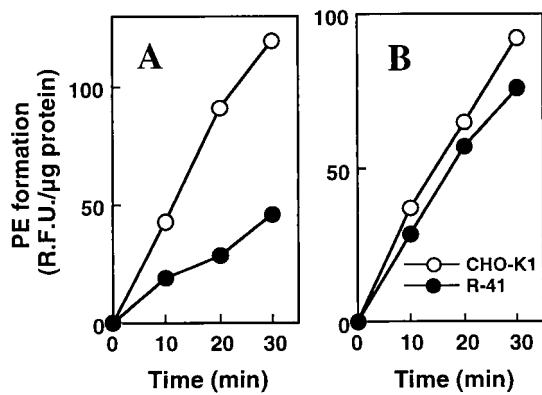 A
B
PE formation
(R.F.U./µg protein)
100
50
0
100
50
0
CHO-K1
R-41
0 10 20 30
0 10 20 30
Time (min)
Time (min)